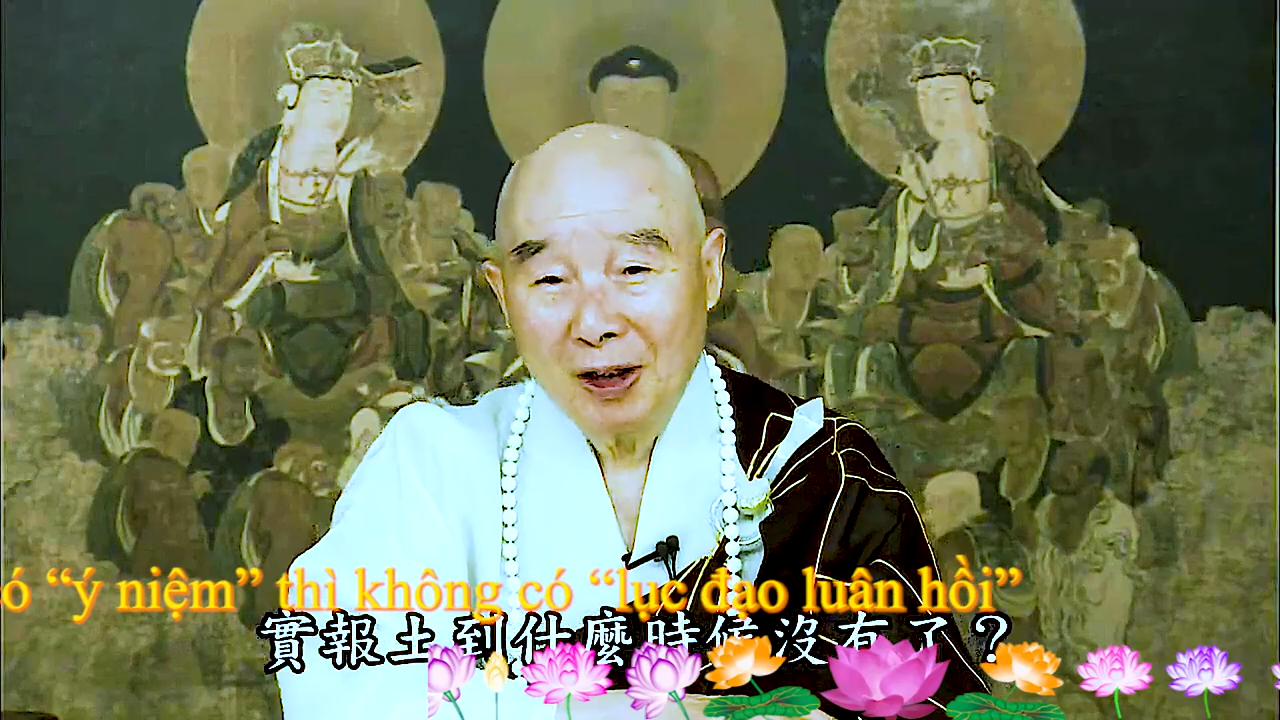 “ý niệm” thì không có “lục đạo luân hồi”
實報土到什麼時候沒有了？